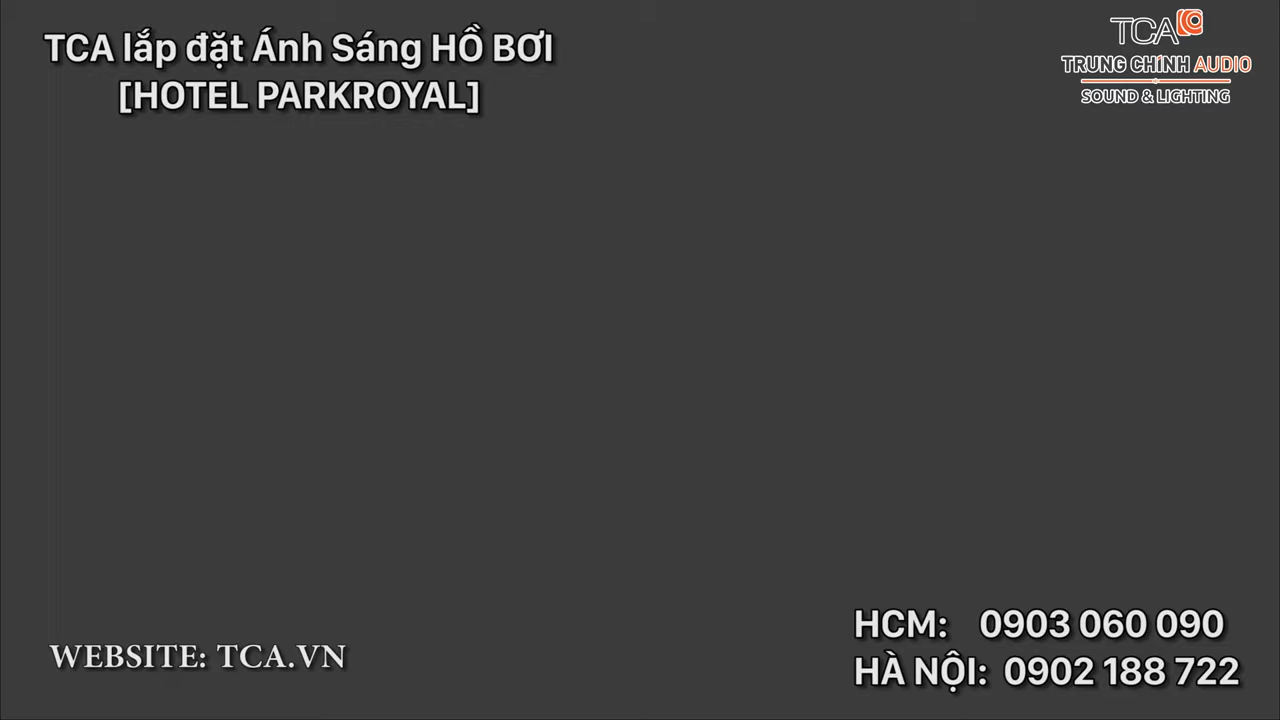 TCA lắp đặt Ánh Sáng HỒ BƠI
[HOTEL PARKROYAL]
TCA
TRUNG CHÍNH AUDIO
SOUND & LIGHTING
WEBSITE: TCA.VN
HCM: 0903 060 090
HÀ NỘI: 0902 188 722